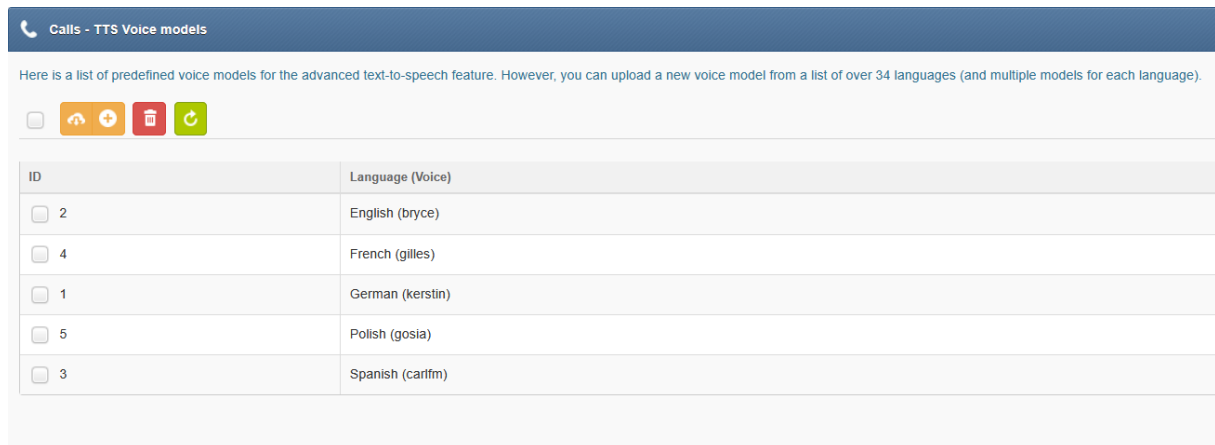 Calls - TTS Voice models
Here is a list of predefined voice models for the advanced text-to-speech feature. However, you can upload a new voice model from a list of over 34 languages (and multiple models for each language).
ID Language (Voice)
2 English (bryce)
4 French (gilles)
1 German (kerstin)
5 Polish (gosia)
3 Spanish (carlfm)